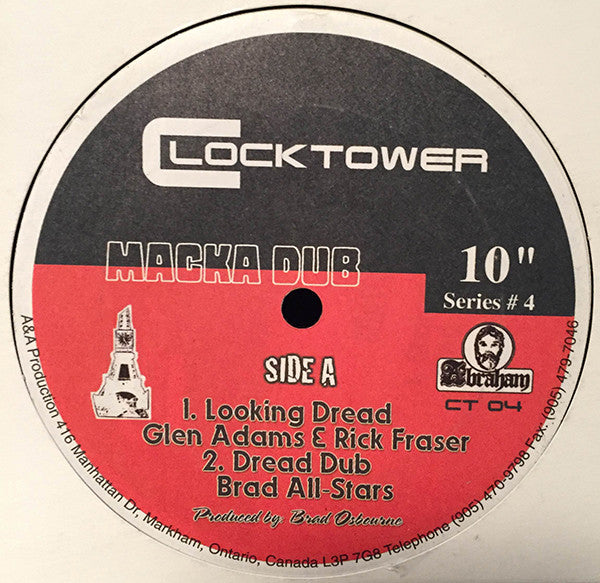 CLOCKTOWER
MACKA DUB
10"
Series # 4
SIDE A
Abraham
CT 04
1. Looking Dread
Glen Adams & Rick Fraser
2. Dread Dub
Brad All-Stars
Produced by: Brad Osbourne
A&A Production 416 Manhattan Dr, Markham, Ontario, Canada L3P 7G8 Telephone (905) 470-9798 Fax: (905) 479-7046